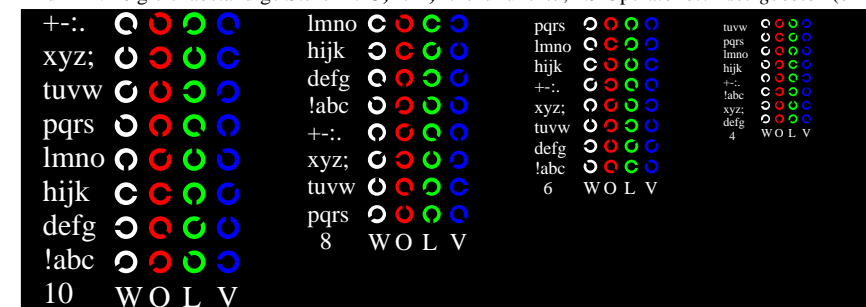 +-:.
xyz;
tuvw
pqrs
lmno
hijk
defg
!abc
10 W O L V
lmno
hijk
defg
!abc
+-:.
xyz;
tuvw
pqrs
8 W O L V
pqrs
lmno
hijk
+-:.
xyz;
tuvw
defg
!abc
6 W O L V
tuvw
pqrs
lmno
hijk
+-:.
!abc
xyz;
defg
4 W O L V